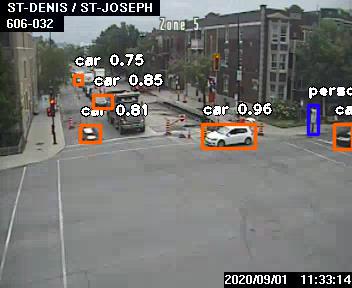 ST-DENIS / ST-JOSEPH
606-032
Zone 5
car 0.75
car 0.85
car 0.81
car 0.96
perso
ca
2020/09/01 11:33:14